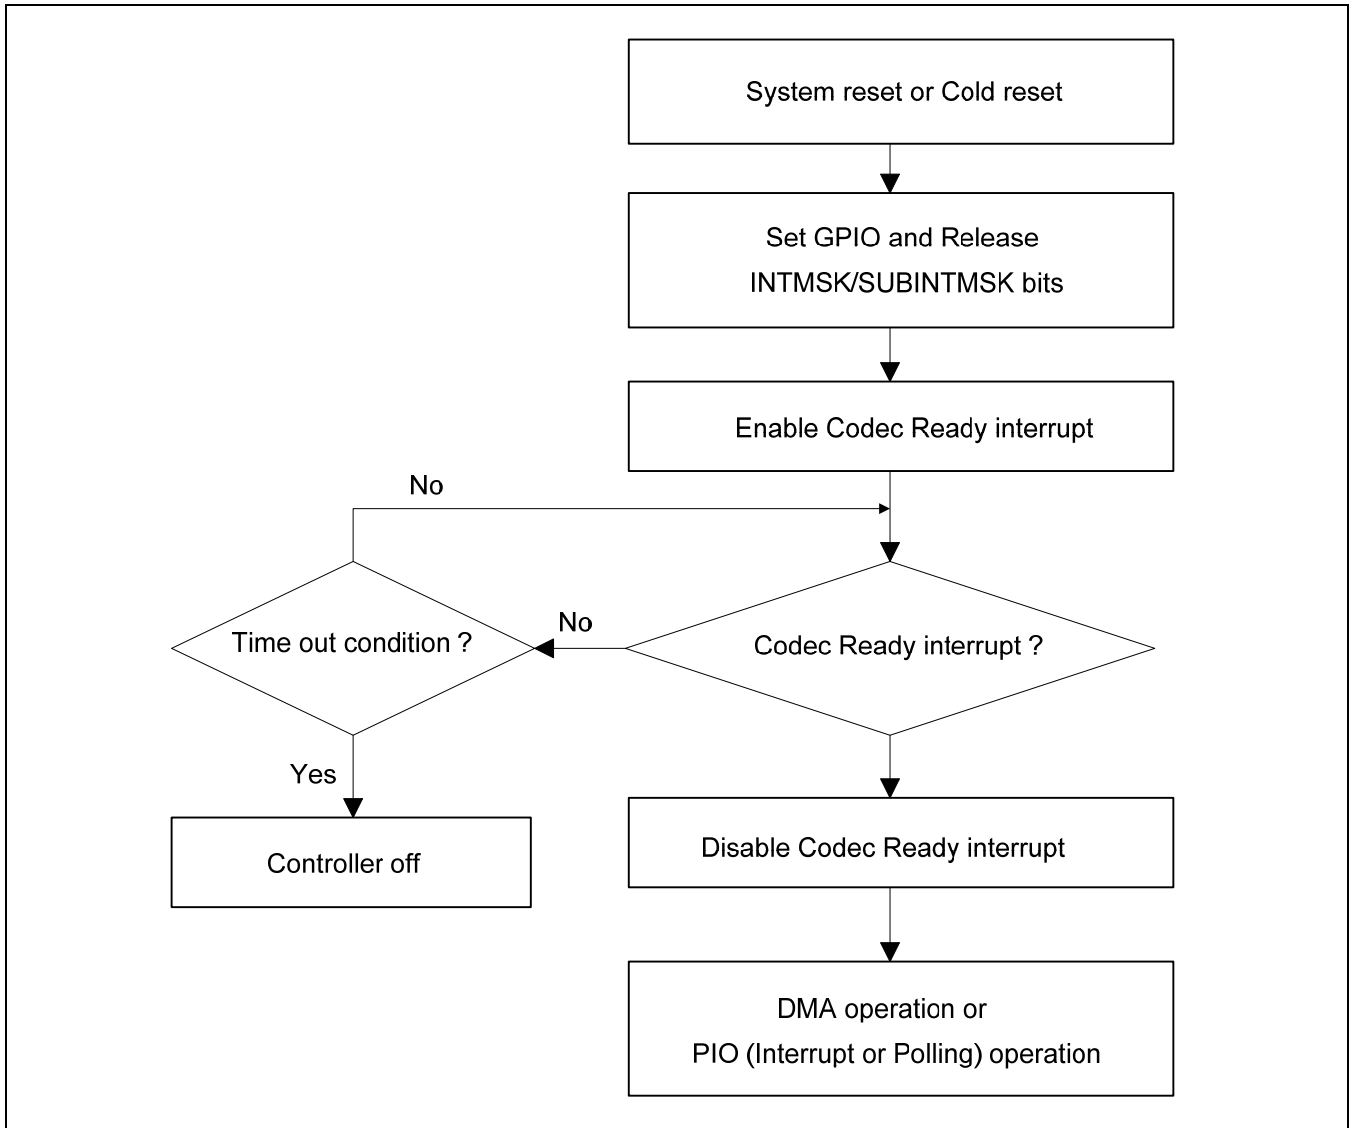 System reset or Cold reset
Set GPIO and Release
INTMSK/SUBINTMSK bits
Enable Codec Ready interrupt
No
Time out condition ?
No
Codec Ready interrupt ?
Yes
Controller off
Disable Codec Ready interrupt
DMA operation or
PIO (Interrupt or Polling) operation